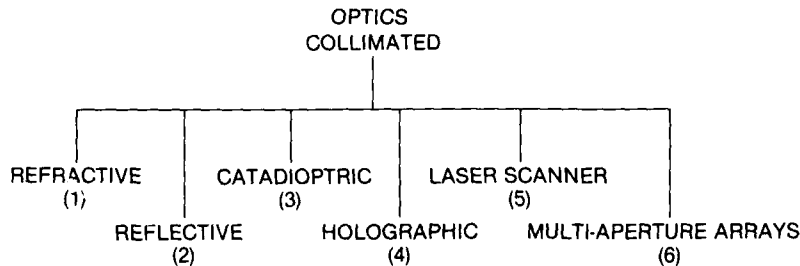 OPTICS
COLLIMATED
REFRACTIVE
(1)
REFLECTIVE
(2)
CATADIOPTRIC
(3)
HOLOGRAPHIC
(4)
LASER SCANNER
(5)
MULTI-APERTURE ARRAYS
(6)